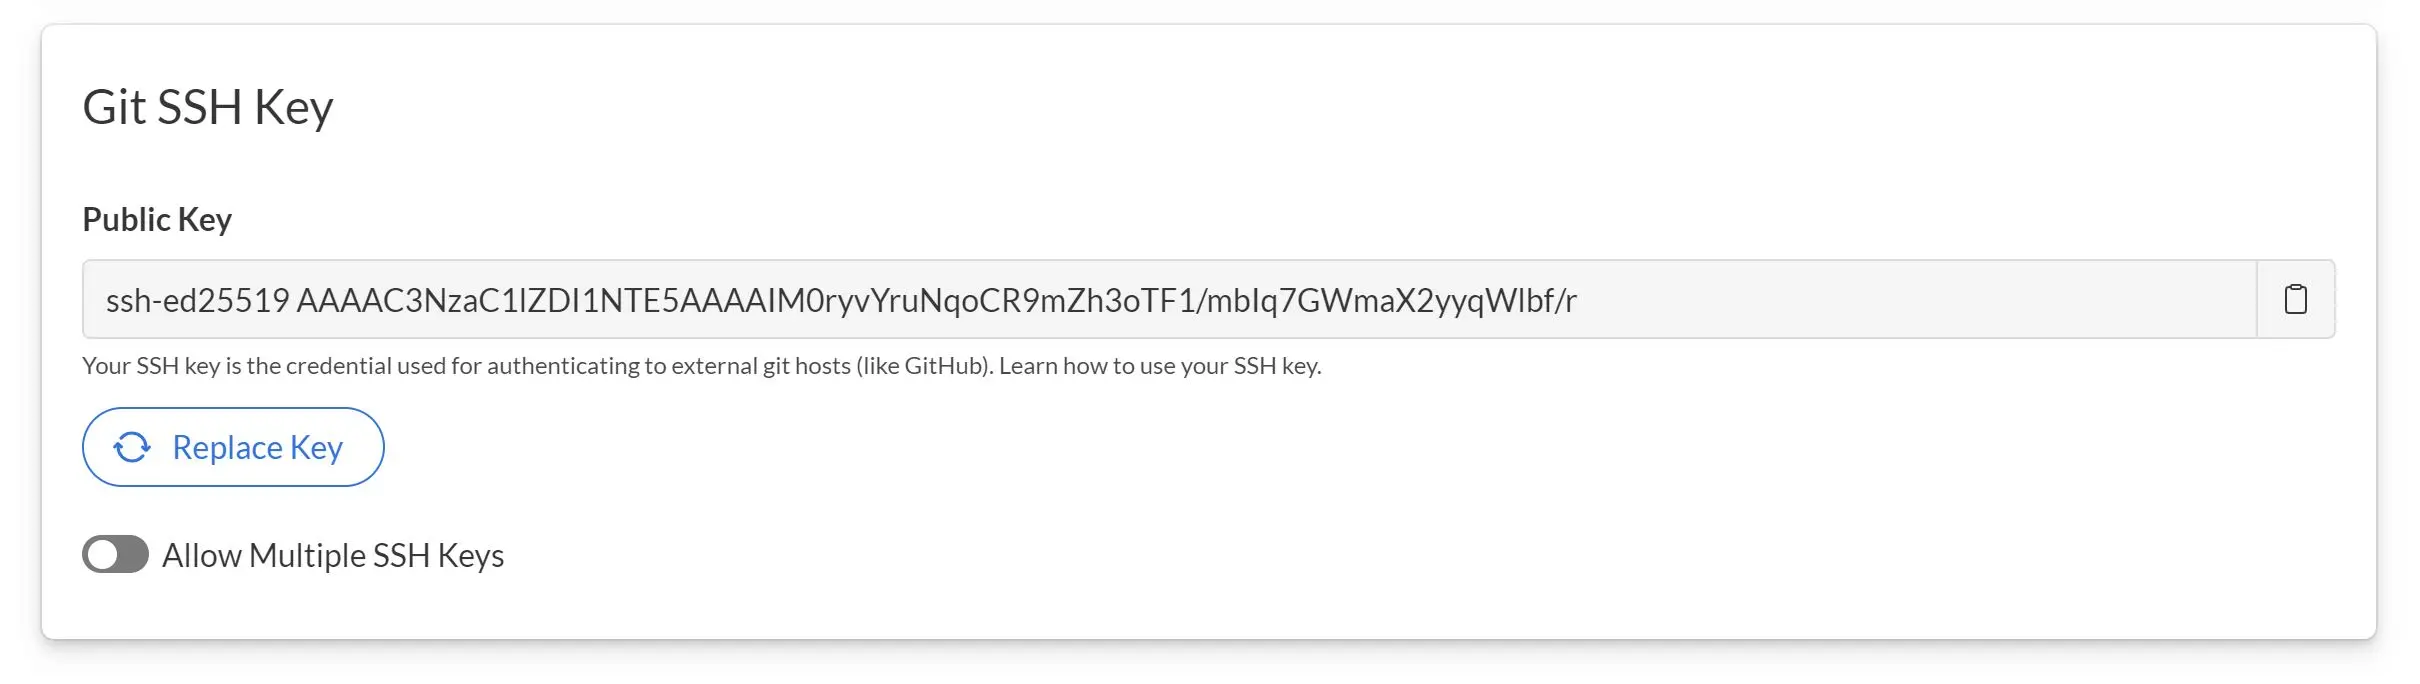 Git SSH Key
Public Key
ssh-ed25519 AAAAC3NzaC1lZDI1NTE5AAAAIM0ryvYruNqoCR9mZh3oTF1/mbIq7GWmaX2yyqWlbf/r
Your SSH key is the credential used for authenticating to external git hosts (like GitHub). Learn how to use your SSH key.
Replace Key
Allow Multiple SSH Keys